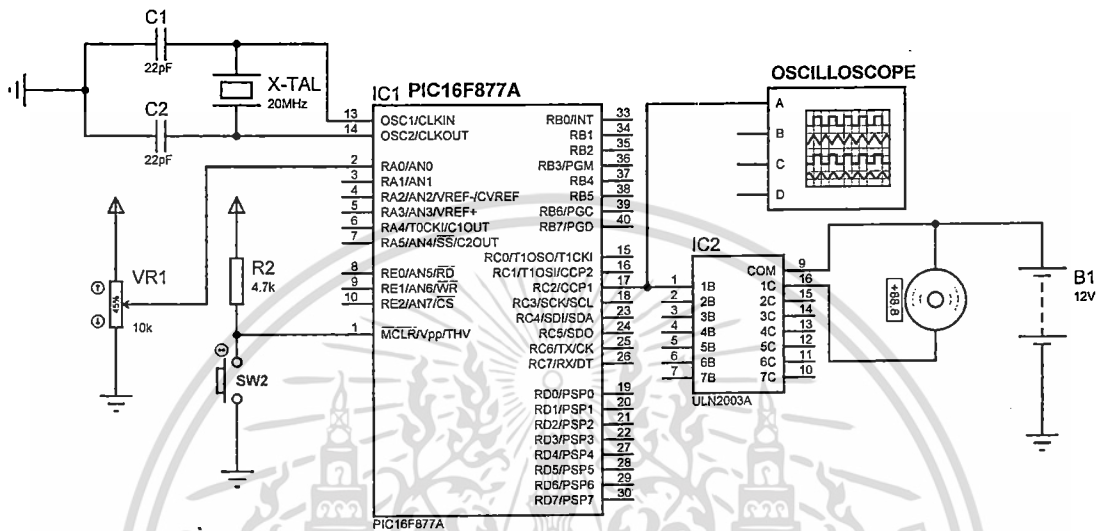 C1
22pF
X-TAL
20MHz
C2
22pF
IC1 PIC16F877A
13 OSC1/CLKIN
14 OSC2/CLKOUT
2 RA0/AN0
3 RA1/AN1
4 RA2/AN2/VREF-/CVREF
5 RA3/AN3/VREF+
6 RA4/T0CKI/C1OUT
7 RA5/AN4/SS/C2OUT
8 RE0/AN5/RD
9 RE1/AN6/WR
10 RE2/AN7/CS
1 MCLR/Vpp/THV
RB0/INT 33
RB1 34
RB2 35
RB3/PGM 36
RB4 37
RB5 38
RB6/PGC 39
RB7/PGD 40
RC0/T1OSO/T1CKI 15
RC1/T1OSI/CCP2 16
RC2/CCP1 17
RC3/SCK/SCL 18
RC4/SDI/SDA 23
RC5/SDO 24
RC6/TX/CK 25
RC7/RX/DT 26
RD0/PSP0 19
RD1/PSP1 20
RD2/PSP2 21
RD3/PSP3 22
RD4/PSP4 27
RD5/PSP5 28
RD6/PSP6 29
RD7/PSP7 30
PIC16F877A
VR1
45%
10k
R2
4.7k
SW2
OSCILLOSCOPE
A
B
C
D
IC2
1 1B
2 2B
3 3B
4 4B
5 5B
6 6B
7 7B
COM 9
1C 16
2C 15
3C 14
4C 13
5C 12
6C 11
7C 10
ULN2003A
+88.8
B1
12V